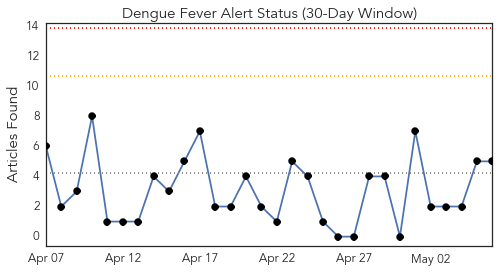 Dengue Fever Alert Status (30-Day Window)
Articles Found
14
12
10
8
6
4
2
0
Apr 07 Apr 12 Apr 17 Apr 22 Apr 27 May 02